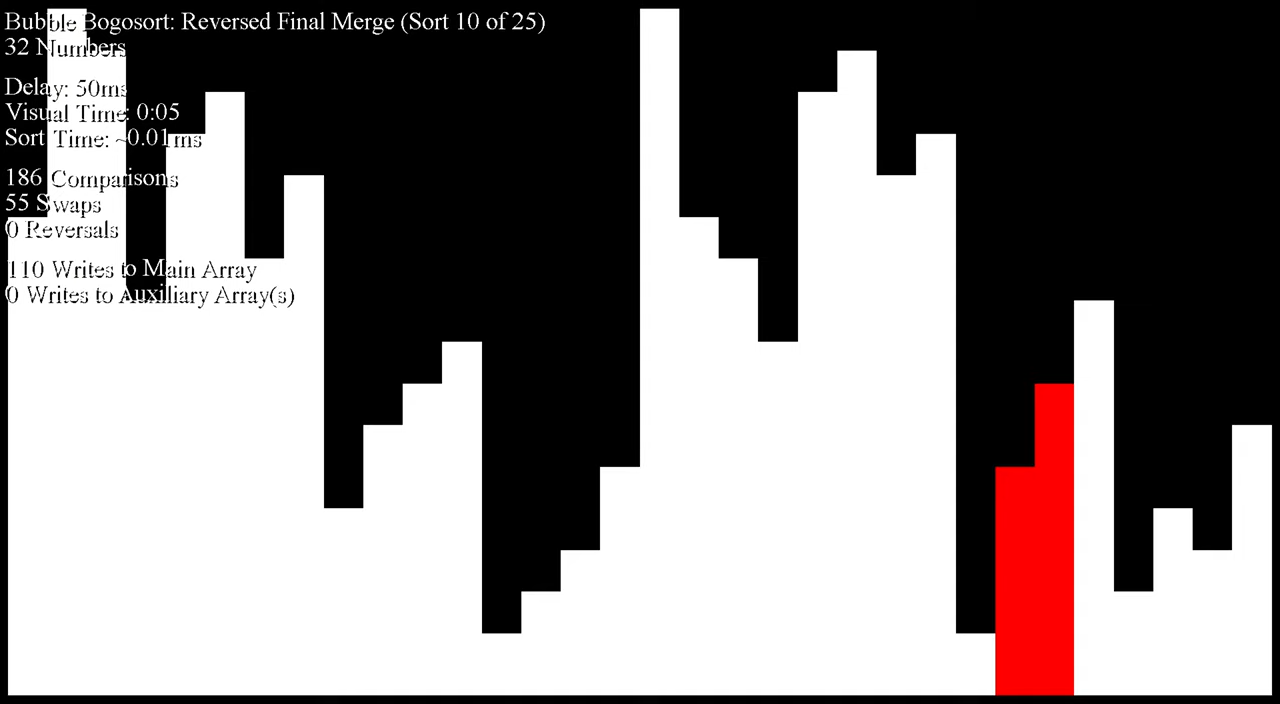 Bubble Bogosort: Reversed Final Merge (Sort 10 of 25)
32 Numbers
Delay: 50ms
Visual Time: 0:05
Sort Time: ~0.01ms
186 Comparisons
55 Swaps
0 Reversals
110 Writes to Main Array
0 Writes to Auxiliary Array(s)